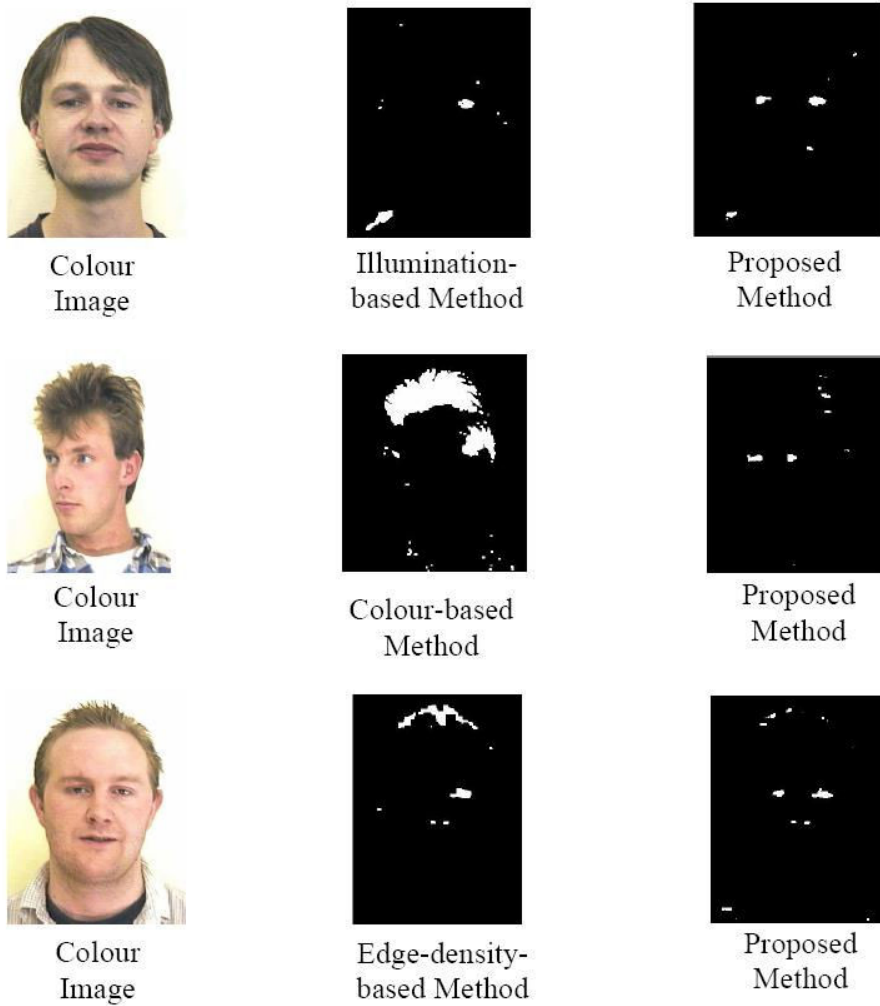 Colour
Image
Illumination-
based Method
Proposed
Method
Colour
Image
Colour-based
Method
Proposed
Method
Colour
Image
Edge-density-
based Method
Proposed
Method